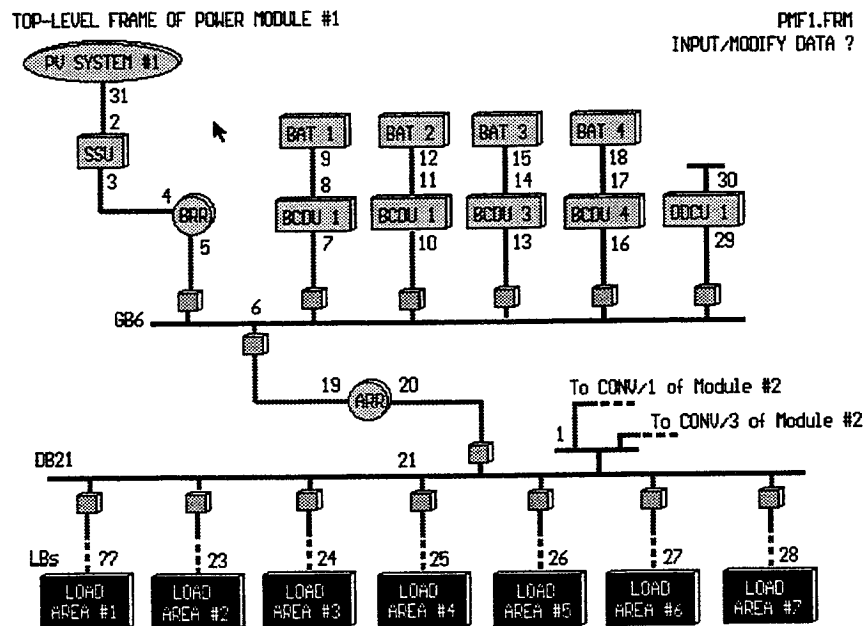 TOP-LEVEL FRAME OF POWER MODULE #1
PMF1.FRM
INPUT/MODIFY DATA ?
PV SYSTEM #1
31
2
SSU
3
4
BRR
5
BAT 1
BAT 2
BAT 3
BAT 4
9
12
15
18
30
8
11
14
17
BCDU 1
BCDU 1
BCDU 3
BCDU 4
DDCU 1
7
10
13
16
29
6
GB6
19
ARR
20
To CONV/1 of Module #2
To CONV/3 of Module #2
1
DB21
21
LBs
77
23
24
25
26
27
28
LOAD AREA #1
LOAD AREA #2
LOAD AREA #3
LOAD AREA #4
LOAD AREA #5
LOAD AREA #6
LOAD AREA #7